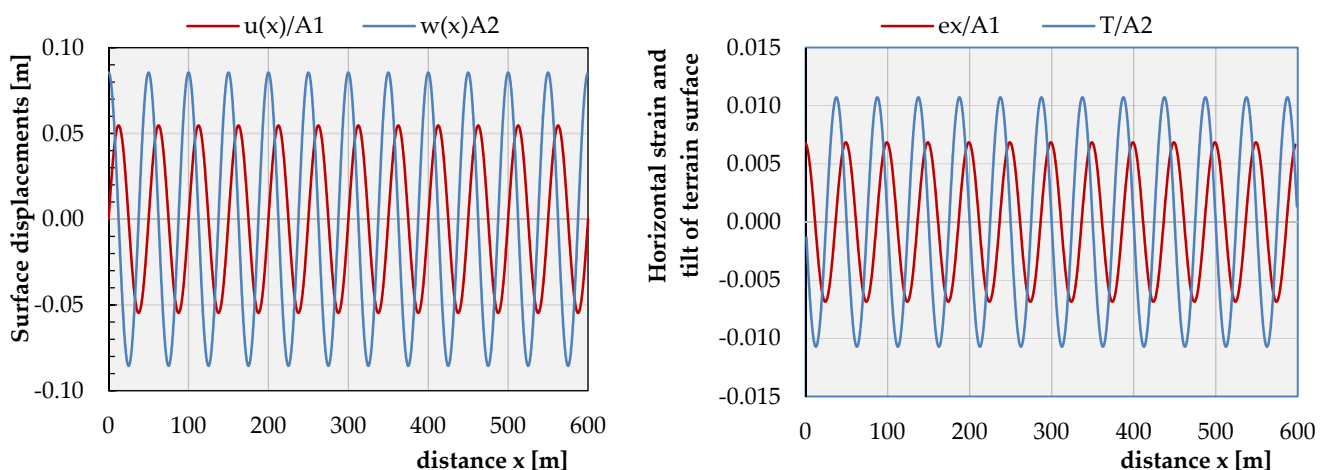 u(x)/A1
w(x)A2
Surface displacements [m]
0.10
0.05
0.00
-0.05
-0.10
0
100
200
300
400
500
600
distance x [m]
ex/A1
T/A2
Horizontal strain and
tilt of terrain surface
0.015
0.010
0.005
0.000
-0.005
-0.010
-0.015
0
100
200
300
400
500
600
distance x [m]